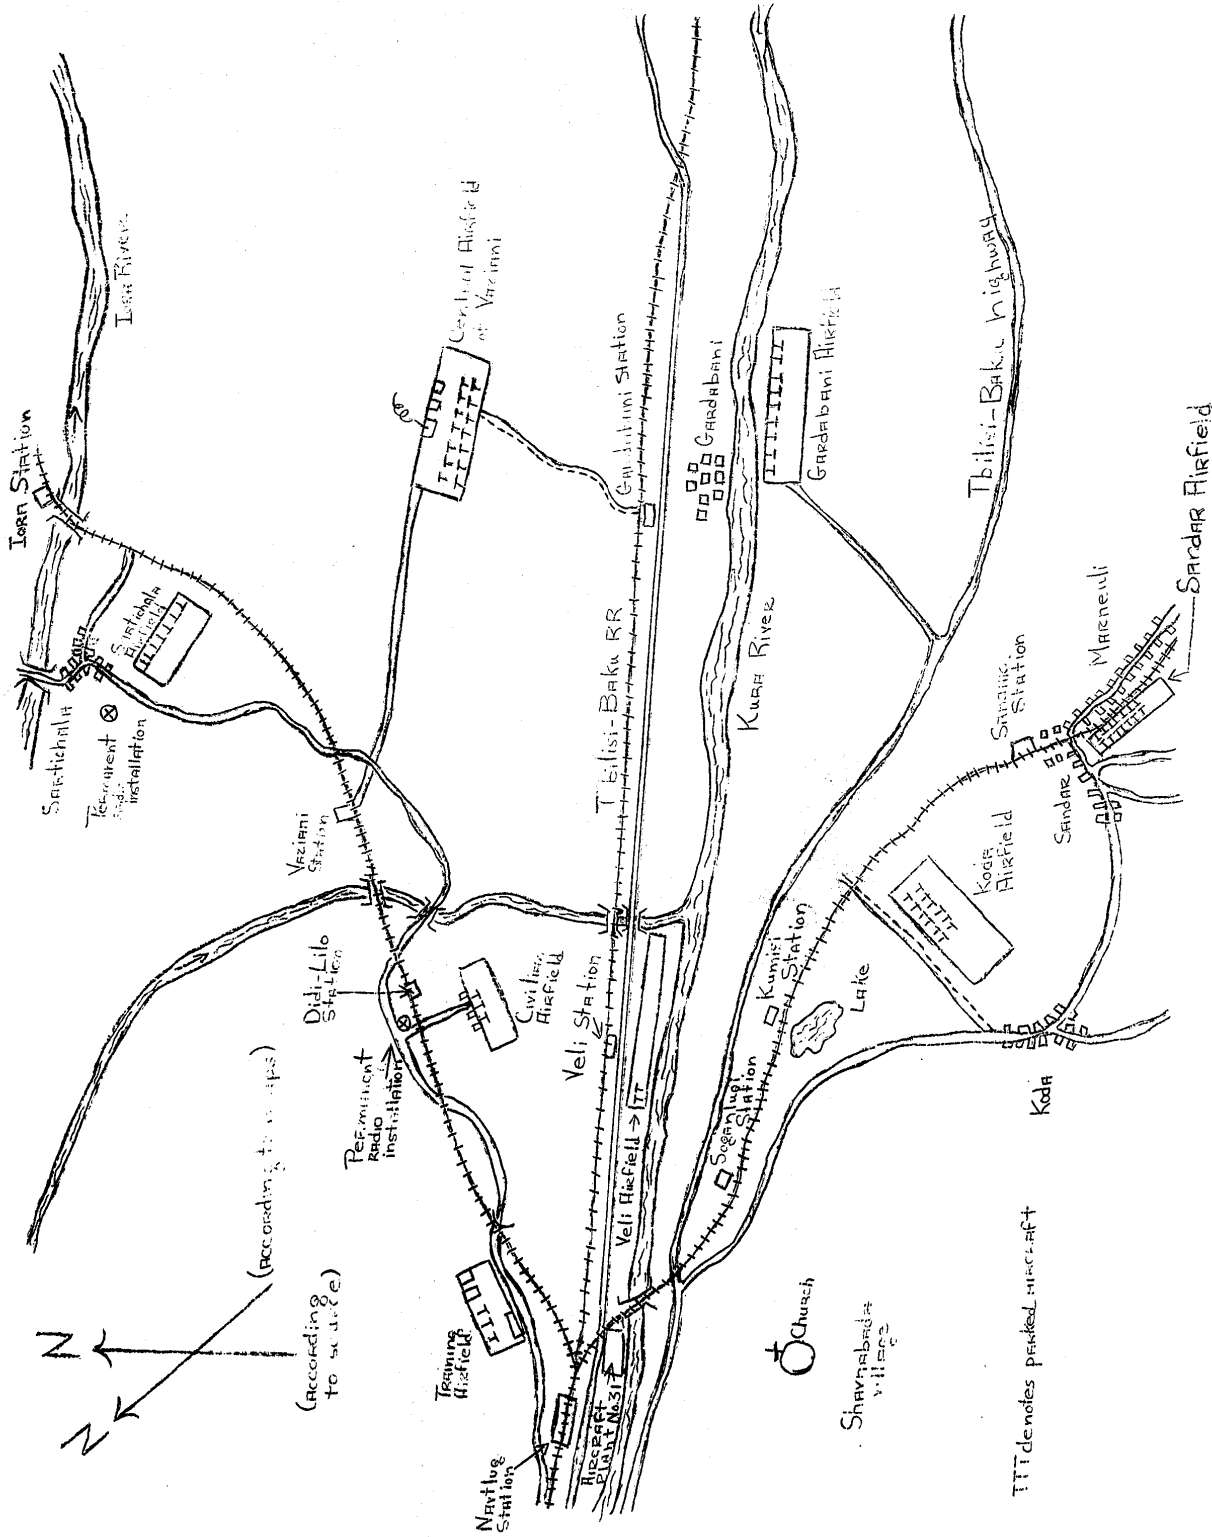 IORA Station
IORA River
SARTICHALA
Permanent
Radio
installation
SARTichala
Airfield
Central Airfield
at Vaziani
Vaziani
Station
Didi-Lilo
Station
Permanent
RADIO
installation
Civilian
Airfield
Training
Airfield
Navtlug
Station
AIRCRAFT
Plant No.31
Veli Station
Veli Airfield
Tbilisi-Baku RR
Gardabani Station
GARDABANI
Gardabani Airfield
Kura River
Tbilisi-Baku highway
Soganlugi
Station
Kumisi
Station
Lake
Koda
Airfield
Koda
SANDAR
Station
SANDAR
MARNEULI
SANDAR Airfield
Church
Shavnabada
village
N
(According to maps)
N
(According
to source)
TTT denotes parked aircraft